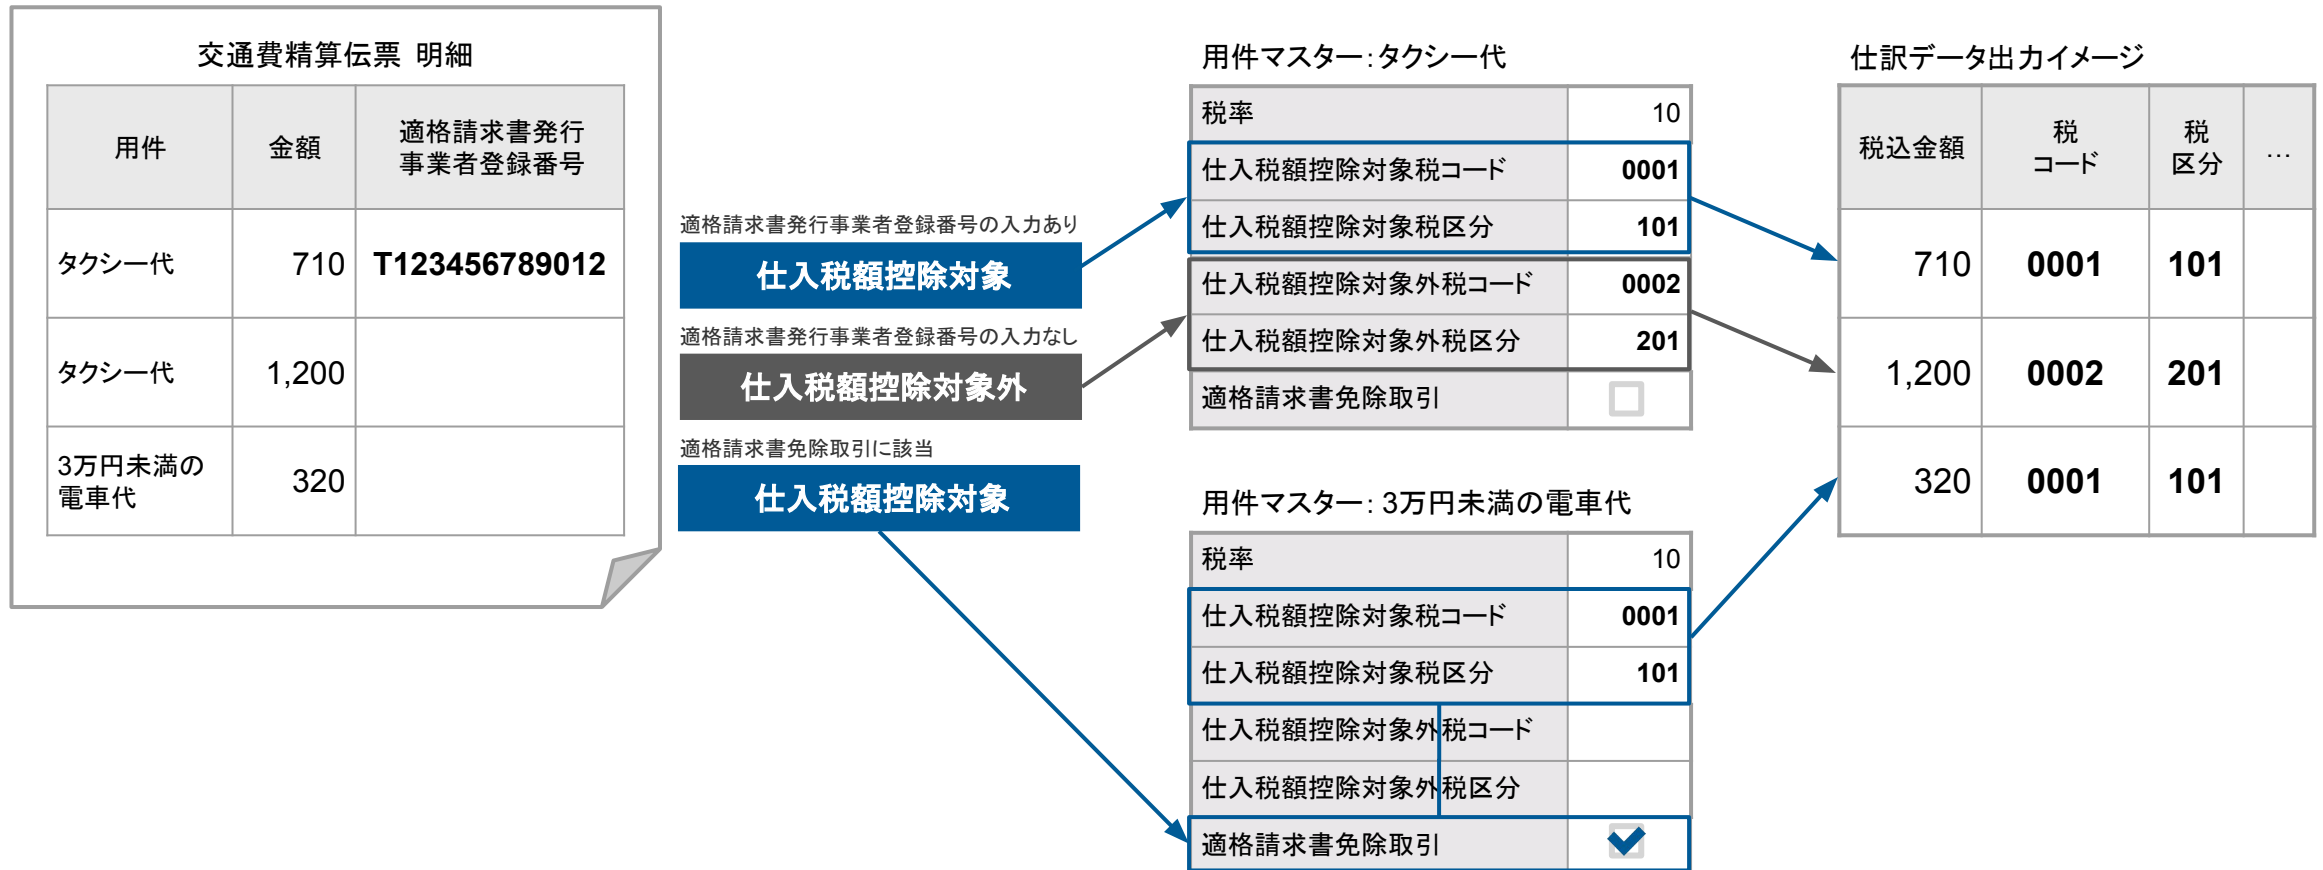 交通費精算伝票 明細
用件
金額
適格請求書発行
事業者登録番号
タクシー代
710
T123456789012
タクシー代
1,200
3万円未満の
電車代
320
適格請求書発行事業者登録番号の入力あり
仕入税額控除対象
適格請求書発行事業者登録番号の入力なし
仕入税額控除対象外
適格請求書免除取引に該当
仕入税額控除対象
用件マスター：タクシー代
税率
10
仕入税額控除対象税コード
0001
仕入税額控除対象税区分
101
仕入税額控除対象外税コード
0002
仕入税額控除対象外税区分
201
適格請求書免除取引
用件マスター：3万円未満の電車代
税率
10
仕入税額控除対象税コード
0001
仕入税額控除対象税区分
101
仕入税額控除対象外税コード
仕入税額控除対象外税区分
適格請求書免除取引
仕訳データ出力イメージ
税込金額
税
コード
税
区分
…
710
0001
101
1,200
0002
201
320
0001
101